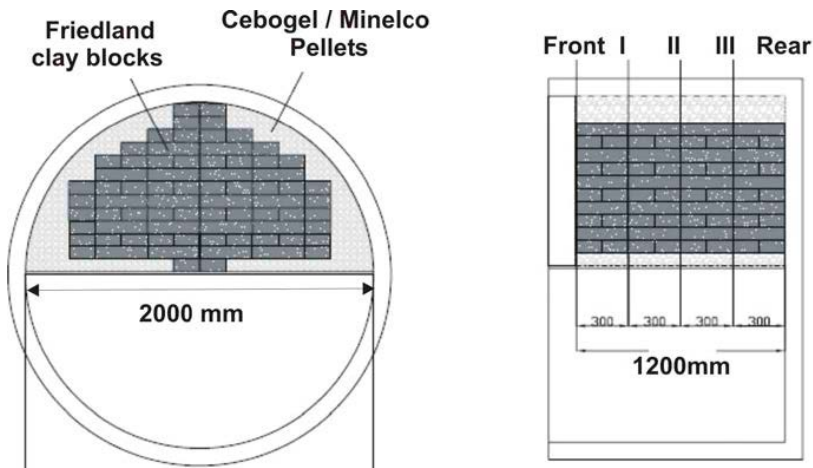 Friedland
clay blocks
Cebogel / Minelco
Pellets
2000 mm
Front I II III Rear
300 300 300 300
1200mm